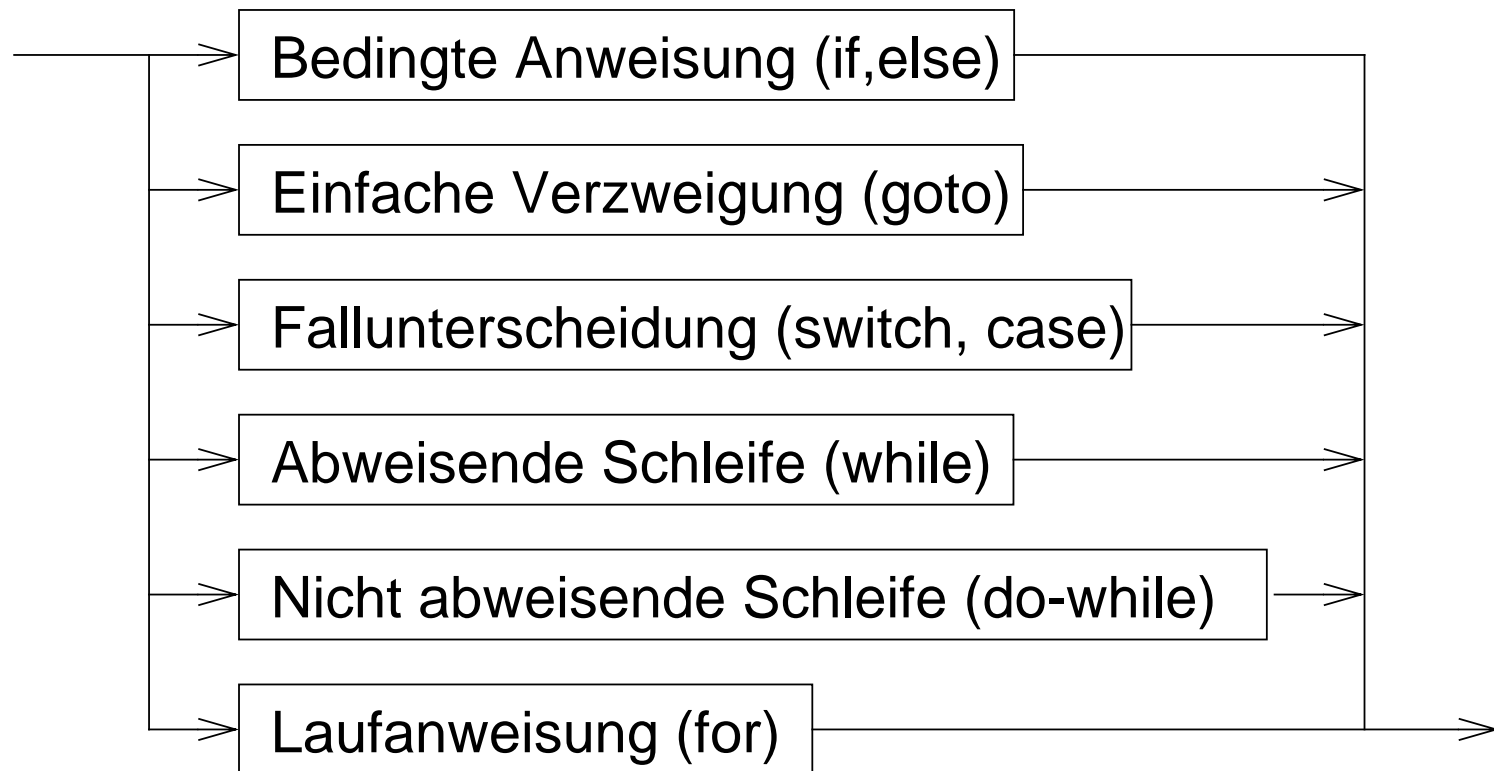 Bedingte Anweisung (if,else)
Einfache Verzweigung (goto)
Fallunterscheidung (switch, case)
Abweisende Schleife (while)
Nicht abweisende Schleife (do-while)
Laufanweisung (for)